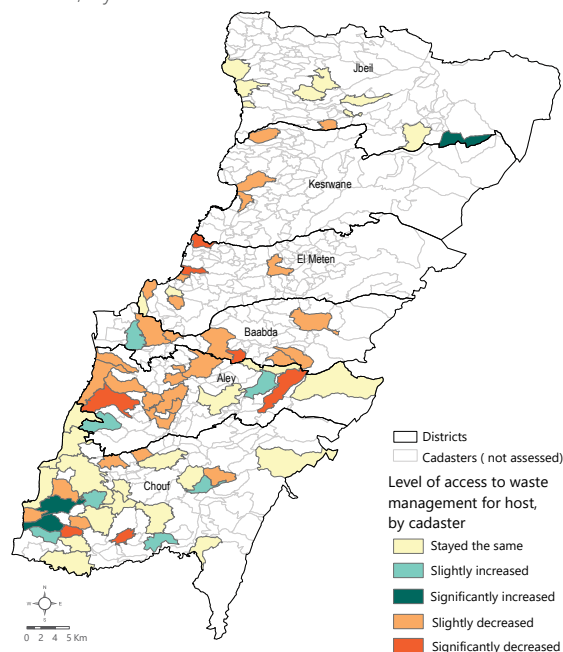 Jbeil
Kesrwane
El Meten
Baabda
Aley
Chouf
Districts
Cadasters ( not assessed)
Level of access to waste
management for host,
by cadaster
Stayed the same
Slightly increased
Significantly increased
Slightly decreased
Significantly decreased
N
W E
S
0 2 4 5 Km